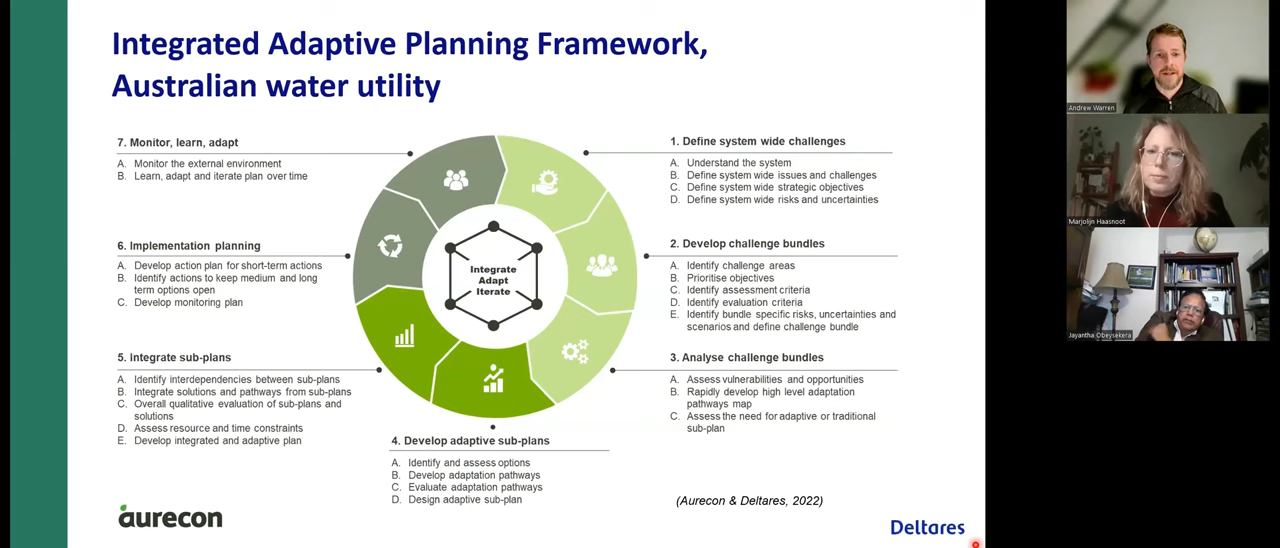 Integrated Adaptive Planning Framework,
Australian water utility
1. Define system wide challenges
A. Understand the system
B. Define system wide issues and challenges
C. Define system wide strategic objectives
D. Define system wide risks and uncertainties
2. Develop challenge bundles
A. Identify challenge areas
B. Prioritise objectives
C. Identify assessment criteria
D. Identify evaluation criteria
E. Identify bundle specific risks, uncertainties and
scenarios and define challenge bundle
3. Analyse challenge bundles
A. Assess vulnerabilities and opportunities
B. Rapidly develop high level adaptation
pathways map
C. Assess the need for adaptive or traditional
sub-plan
4. Develop adaptive sub-plans
A. Identify and assess options
B. Develop adaptation pathways
C. Evaluate adaptation pathways
D. Design adaptive sub-plan
5. Integrate sub-plans
A. Identify interdependencies between sub-plans
B. Integrate solutions and pathways from sub-plans
C. Overall qualitative evaluation of sub-plans and
solutions
D. Assess resource and time constraints
E. Develop integrated and adaptive plan
6. Implementation planning
A. Develop action plan for short-term actions
B. Identify actions to keep medium and long
term options open
C. Develop monitoring plan
7. Monitor, learn, adapt
A. Monitor the external environment
B. Learn, adapt and iterate plan over time
Integrate
Adapt
Iterate
(Aurecon & Deltares, 2022)
aurecon
Deltares
Andrew Warren
Marjolijn Haasnoot
Jayantha Obeysekera